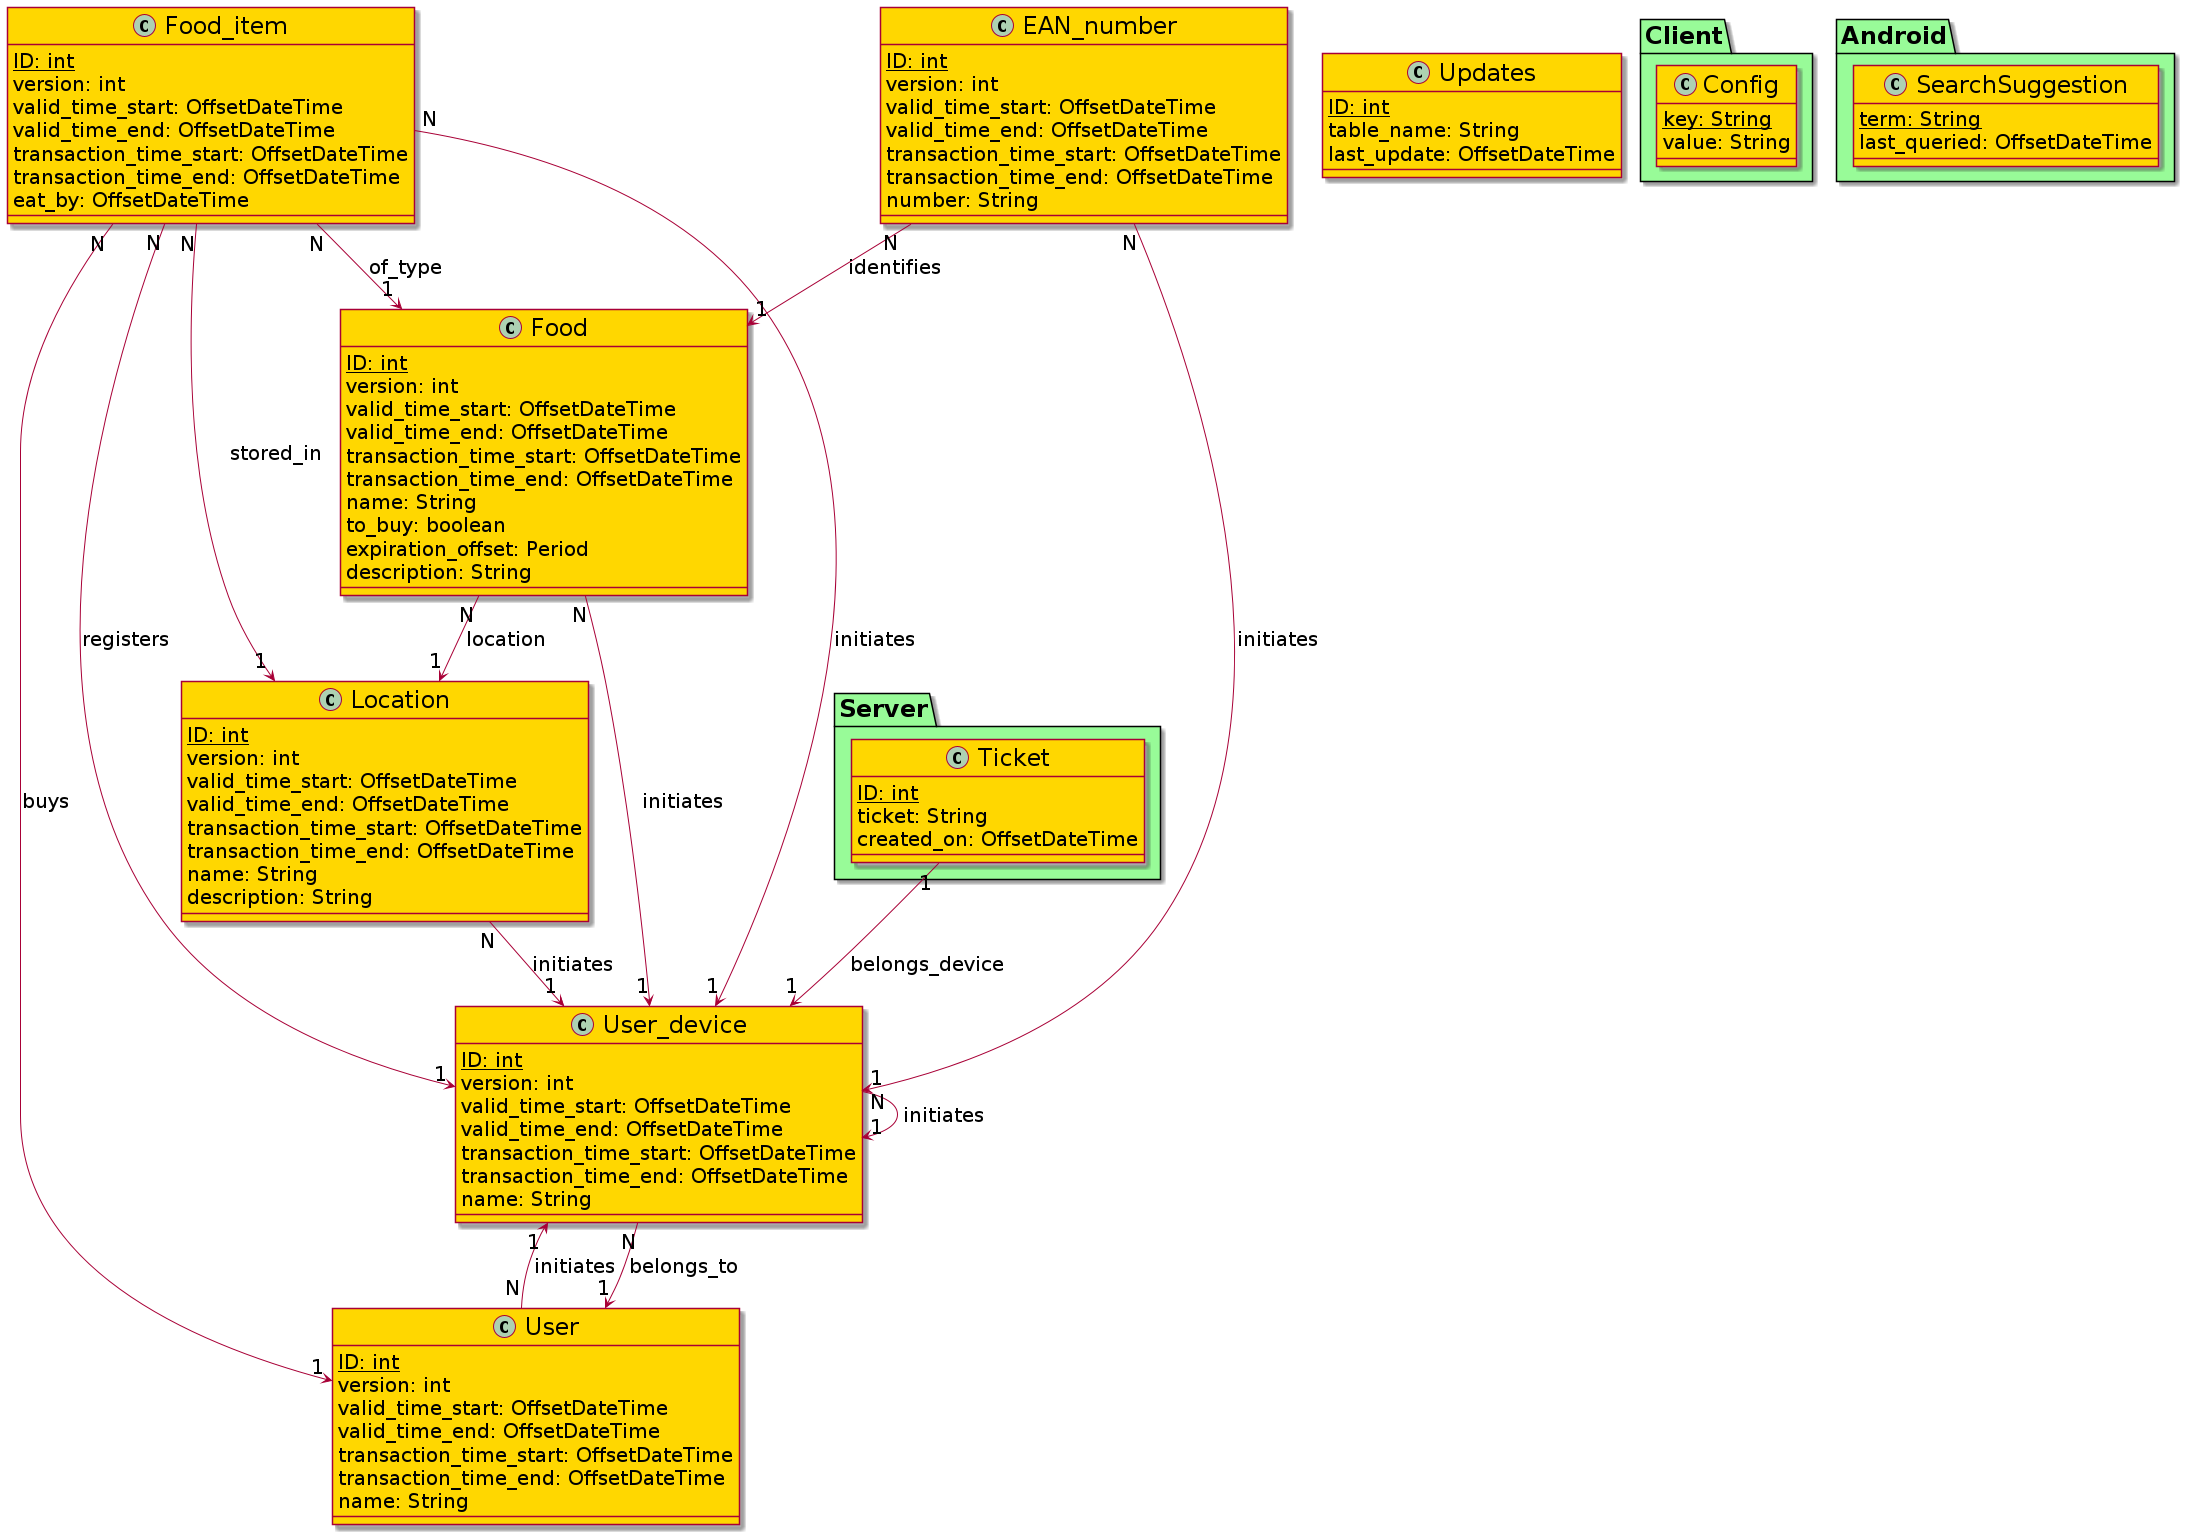 Food_item
ID: int
version: int
valid_time_start: OffsetDateTime
valid_time_end: OffsetDateTime
transaction_time_start: OffsetDateTime
transaction_time_end: OffsetDateTime
eat_by: OffsetDateTime
EAN_number
ID: int
version: int
valid_time_start: OffsetDateTime
valid_time_end: OffsetDateTime
transaction_time_start: OffsetDateTime
transaction_time_end: OffsetDateTime
number: String
Updates
ID: int
table_name: String
last_update: OffsetDateTime
Client
Config
key: String
value: String
Android
SearchSuggestion
term: String
last_queried: OffsetDateTime
N
N
N
N
N
of_type
1
N
identifies
1
N
Food
ID: int
version: int
valid_time_start: OffsetDateTime
valid_time_end: OffsetDateTime
transaction_time_start: OffsetDateTime
transaction_time_end: OffsetDateTime
name: String
to_buy: boolean
expiration_offset: Period
description: String
stored_in
registers
1
N
location
1
N
initiates
initiates
Location
ID: int
version: int
valid_time_start: OffsetDateTime
valid_time_end: OffsetDateTime
transaction_time_start: OffsetDateTime
transaction_time_end: OffsetDateTime
name: String
description: String
buys
initiates
Server
Ticket
ID: int
ticket: String
created_on: OffsetDateTime
1
N
initiates
1
1
1
belongs_device
1
User_device
ID: int
version: int
valid_time_start: OffsetDateTime
valid_time_end: OffsetDateTime
transaction_time_start: OffsetDateTime
transaction_time_end: OffsetDateTime
name: String
1
1
N
initiates
1
1
initiates
N
N
belongs_to
1
User
ID: int
version: int
valid_time_start: OffsetDateTime
valid_time_end: OffsetDateTime
transaction_time_start: OffsetDateTime
transaction_time_end: OffsetDateTime
name: String
1